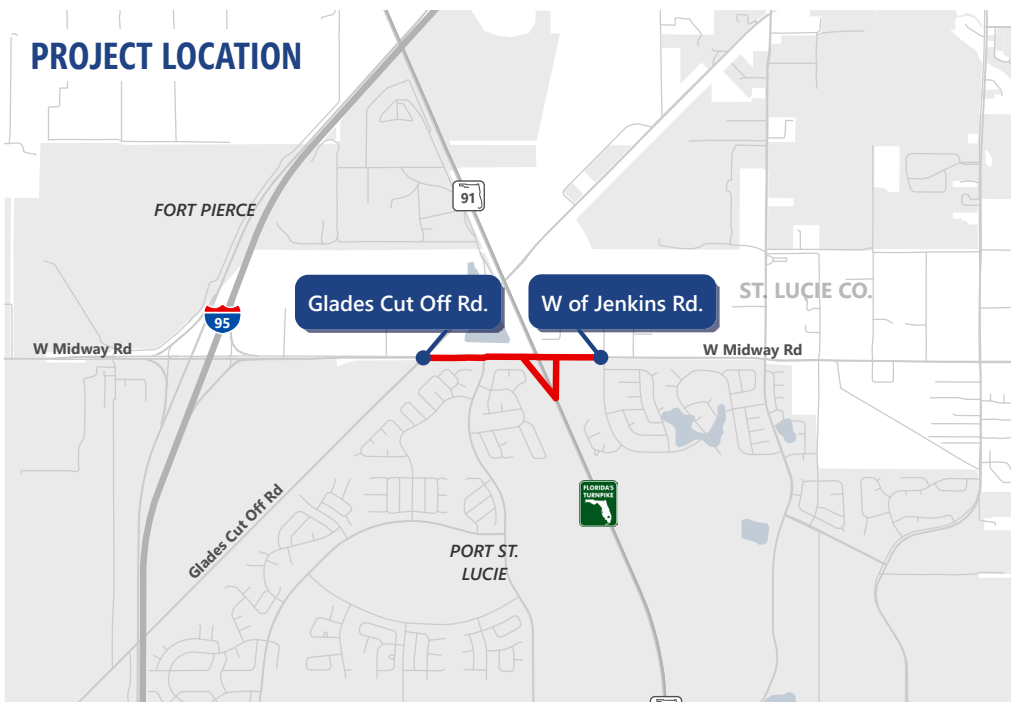 PROJECT LOCATION
91
FORT PIERCE
Glades Cut Off Rd.
W of Jenkins Rd.
ST. LUCIE CO.
95
W Midway Rd
W Midway Rd
FLORIDA'S
TURNPIKE
Glades Cut Off Rd
PORT ST.
LUCIE